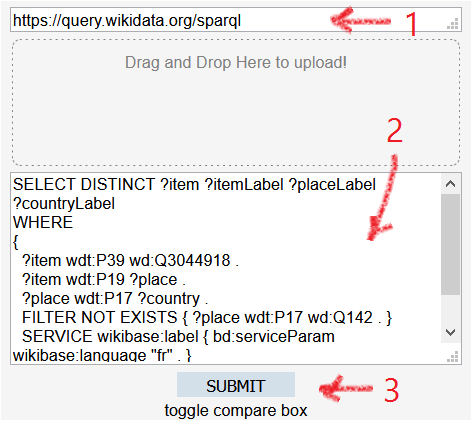 https://query.wikidata.org/sparql
1
Drag and Drop Here to upload!
2
SELECT DISTINCT ?item ?itemLabel ?placeLabel
?countryLabel
WHERE
{
?item wdt:P39 wd:Q3044918 .
?item wdt:P19 ?place .
?place wdt:P17 ?country .
FILTER NOT EXISTS { ?place wdt:P17 wd:Q142 . }
SERVICE wikibase:label { bd:serviceParam
wikibase:language "fr" . }
SUBMIT
3
toggle compare box